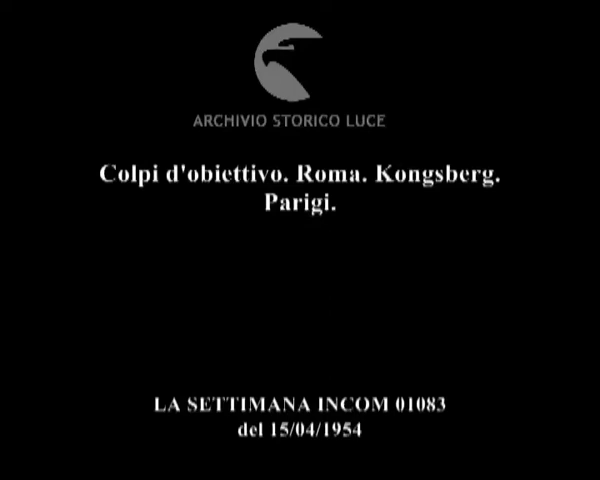 ARCHIVIO STORICO LUCE
Colpi d'obiettivo. Roma. Kongsberg.
Parigi.
LA SETTIMANA INCOM 01083
del 15/04/1954